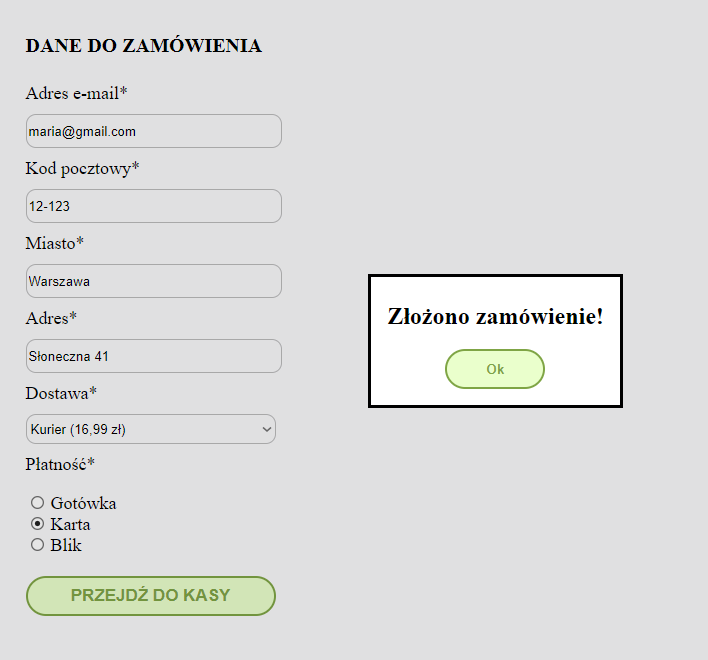 DANE DO ZAMÓWIENIA
Adres e-mail*
maria@gmail.com
Kod pocztowy*
12-123
Miasto*
Warszawa
Adres*
Słoneczna 41
Dostawa*
Kurier (16,99 zł)
Płatność*
Gotówka
Karta
Blik
PRZEJDŹ DO KASY
Złożono zamówienie!
Ok